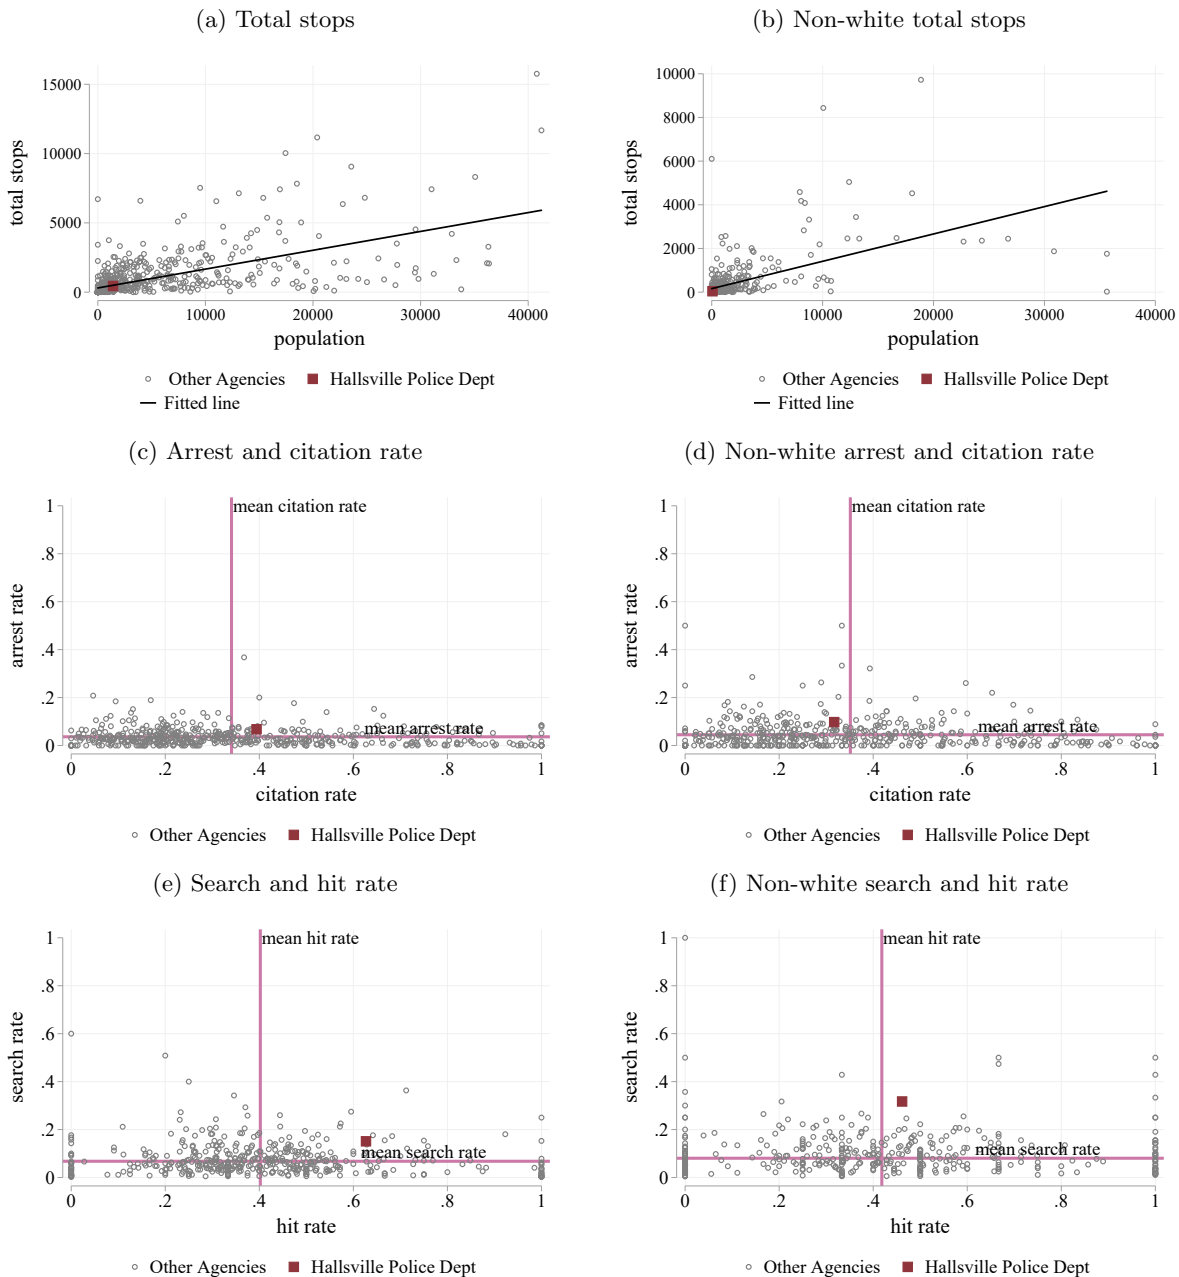 (a) Total stops
(b) Non-white total stops
total stops
15000
10000
5000
0
0 10000 20000 30000 40000
population
Other Agencies Hallsville Police Dept
Fitted line
total stops
10000
8000
6000
4000
2000
0
0 10000 20000 30000 40000
population
Other Agencies Hallsville Police Dept
Fitted line
(c) Arrest and citation rate
(d) Non-white arrest and citation rate
arrest rate
1
.8
.6
.4
.2
0
mean citation rate
mean arrest rate
0 .2 .4 .6 .8 1
citation rate
Other Agencies Hallsville Police Dept
arrest rate
1
.8
.6
.4
.2
0
mean citation rate
mean arrest rate
0 .2 .4 .6 .8 1
citation rate
Other Agencies Hallsville Police Dept
(e) Search and hit rate
(f) Non-white search and hit rate
search rate
1
.8
.6
.4
.2
0
mean hit rate
mean search rate
0 .2 .4 .6 .8 1
hit rate
Other Agencies Hallsville Police Dept
search rate
1
.8
.6
.4
.2
0
mean hit rate
mean search rate
0 .2 .4 .6 .8 1
hit rate
Other Agencies Hallsville Police Dept